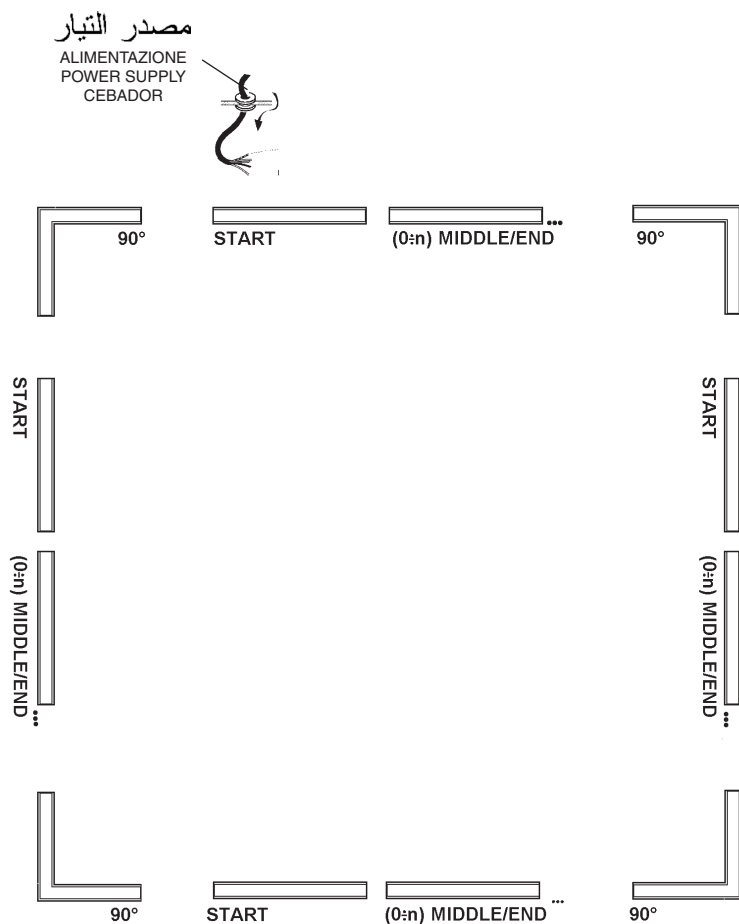 مصدر التيار
ALIMENTAZIONE
POWER SUPPLY
CEBADOR
90°
START
(0÷n) MIDDLE/END
...
90°
START
START
(0÷n) MIDDLE/END
...
(0÷n) MIDDLE/END
...
90°
START
(0÷n) MIDDLE/END
...
90°